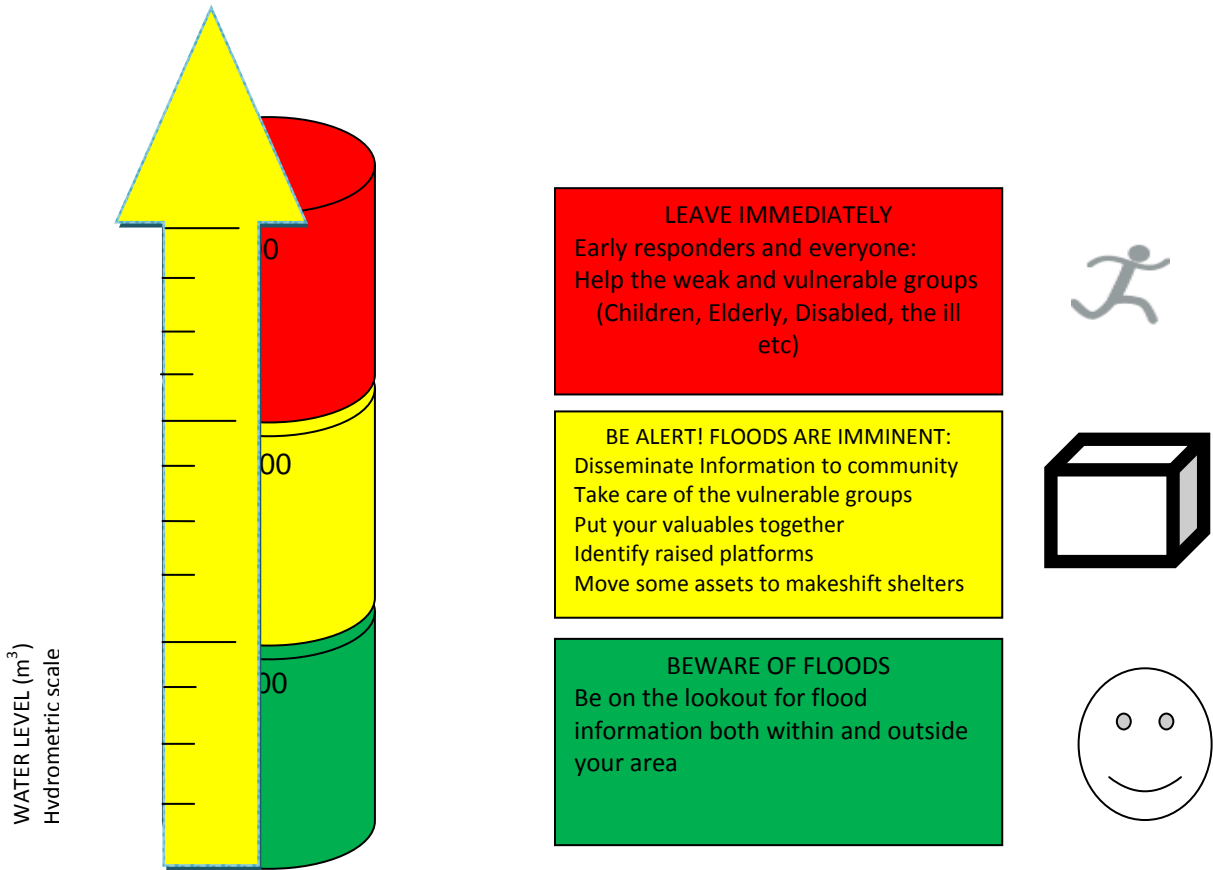 LEAVE IMMEDIATELY
Early responders and everyone:
Help the weak and vulnerable groups
(Children, Elderly, Disabled, the ill
etc)
BE ALERT! FLOODS ARE IMMINENT:
Disseminate Information to community
Take care of the vulnerable groups
Put your valuables together
Identify raised platforms
Move some assets to makeshift shelters
BEWARE OF FLOODS
Be on the lookout for flood
information both within and outside
your area
WATER LEVEL (m³)
Hydrometric scale